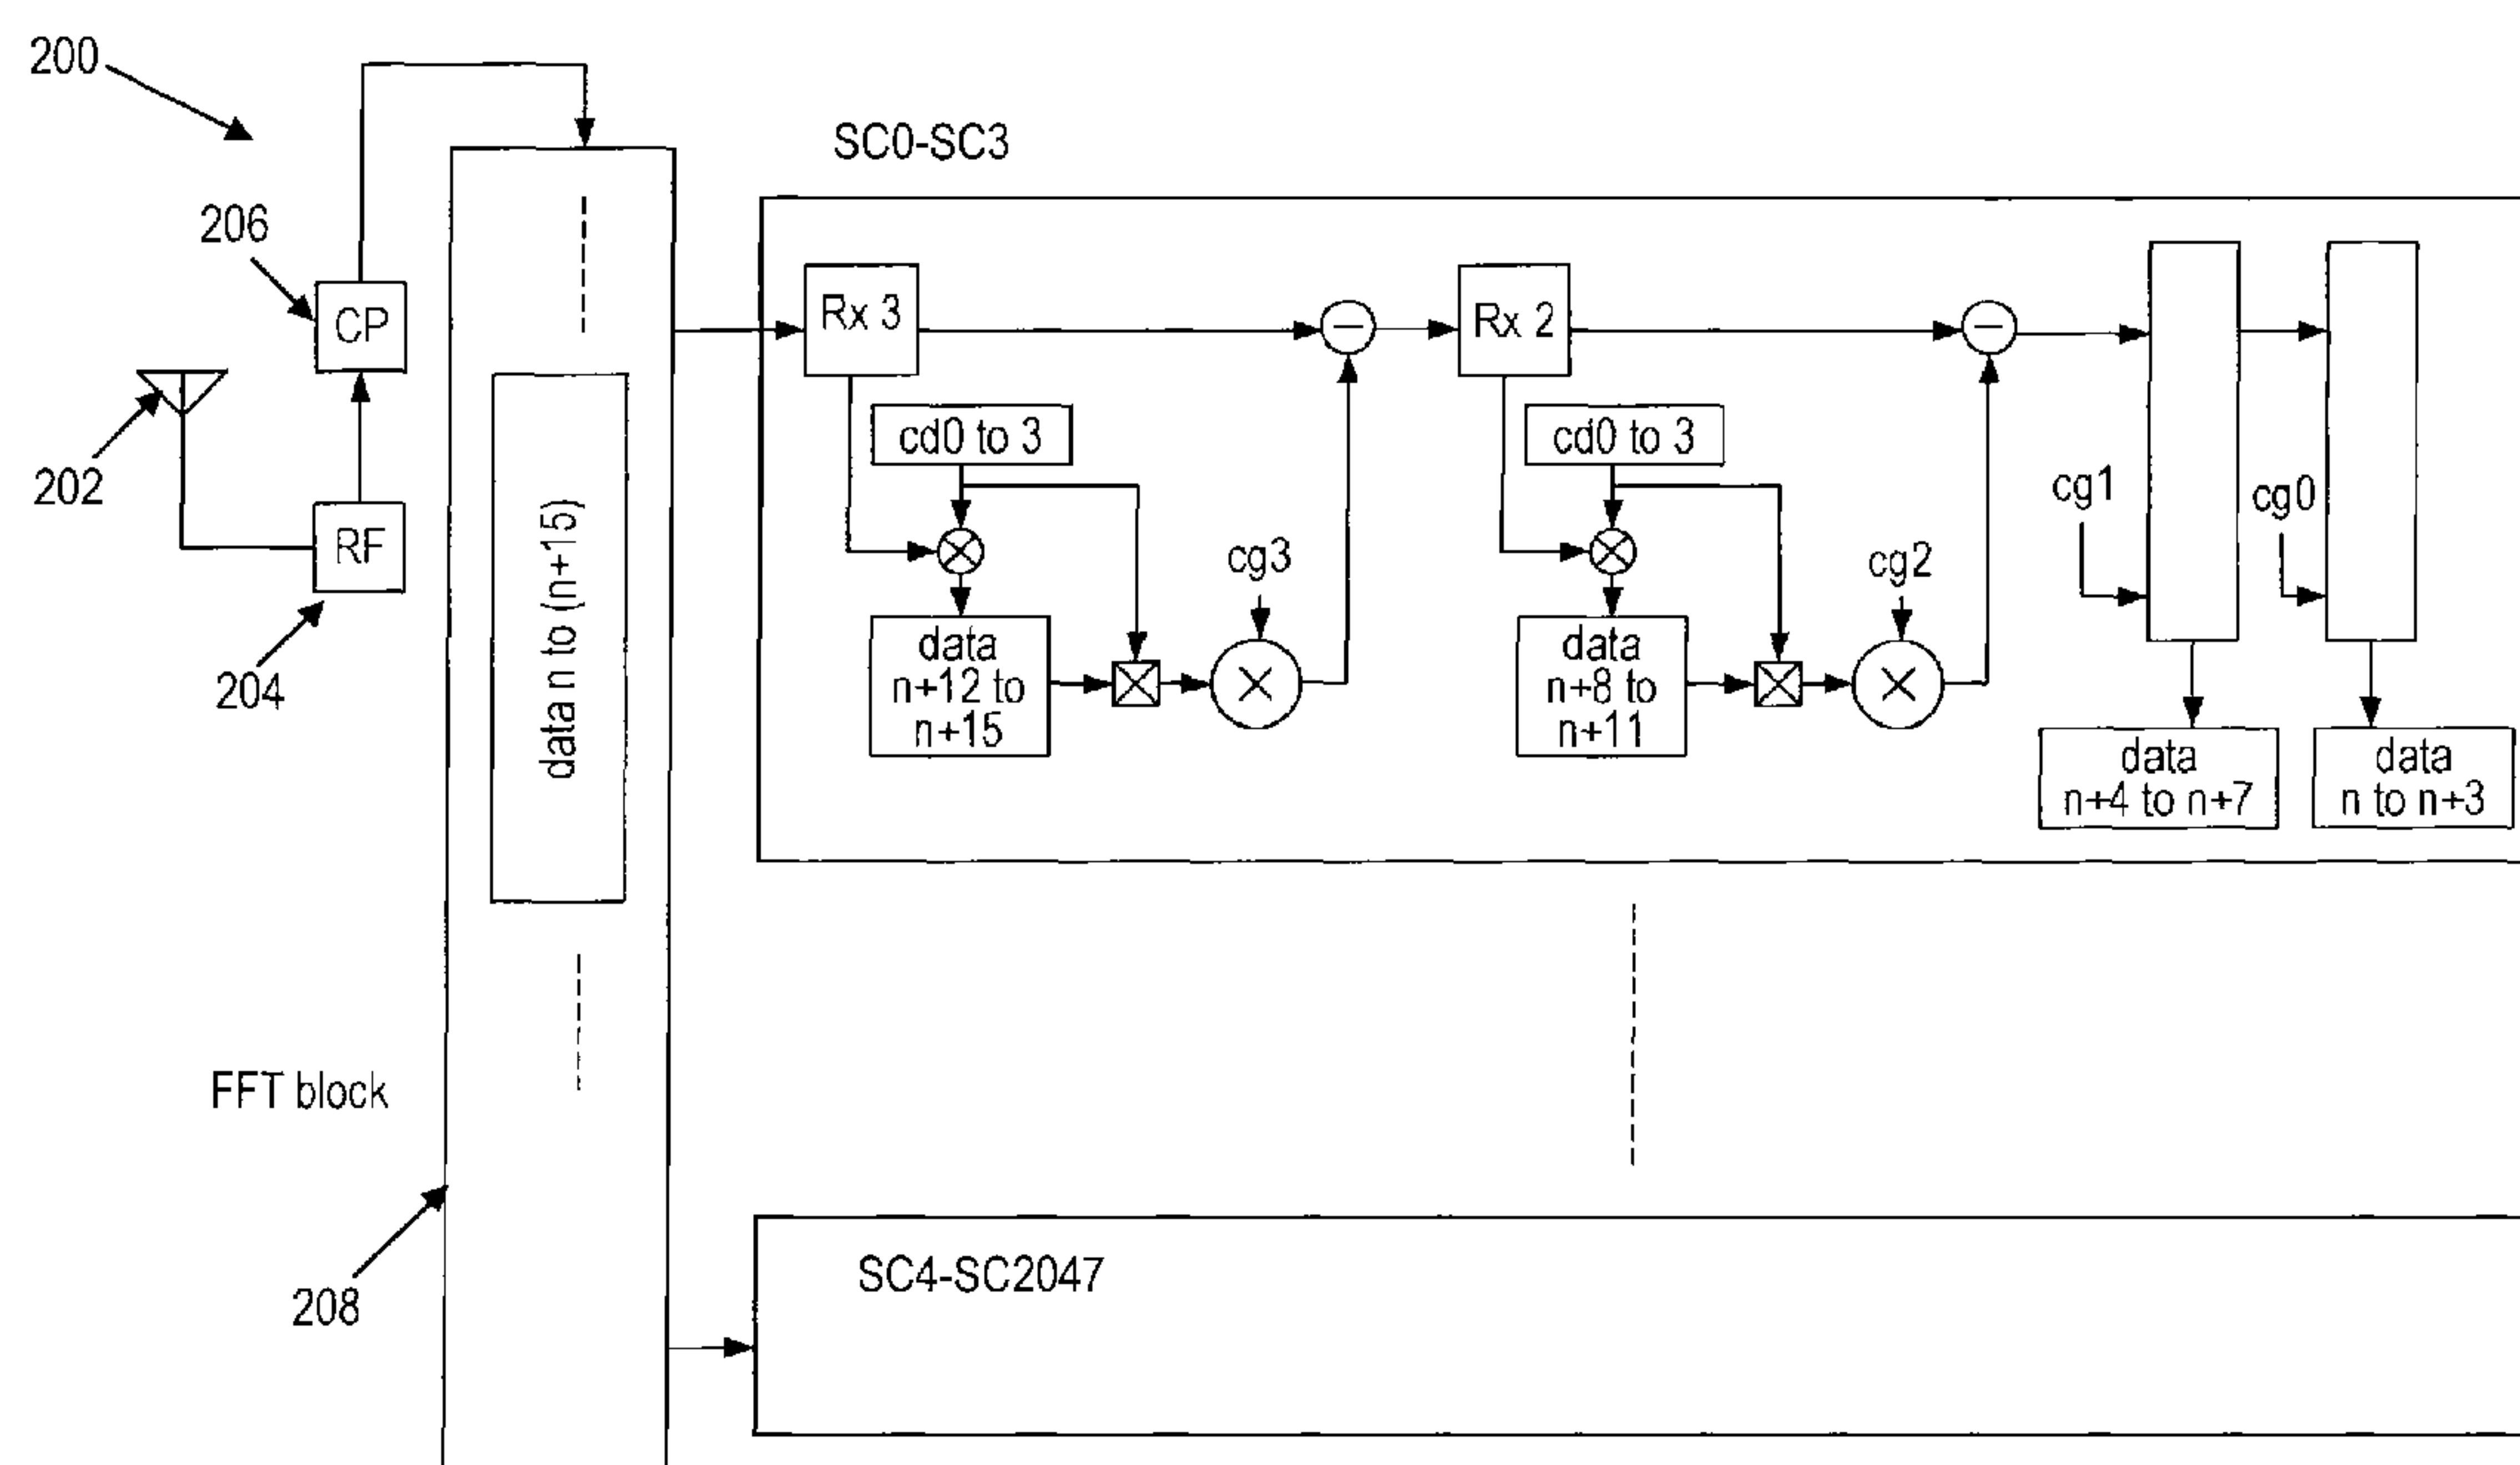 200
206
CP
202
RF
204
data n to (n+15)
FFT block
208
SC0-SC3
Rx 3
cd0 to 3
data
n+12 to
n+15
cg3
Rx 2
cd0 to 3
data
n+8 to
n+11
cg2
cg1
data
n+4 to n+7
cg0
data
n to n+3
SC4-SC2047